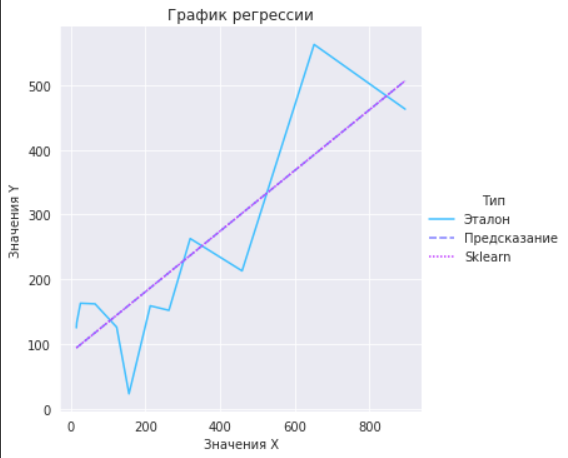 График регрессии
500
400
300
200
100
0
Значения Y
0 200 400 600 800
Значения X
Тип
Эталон
Предсказание
Sklearn